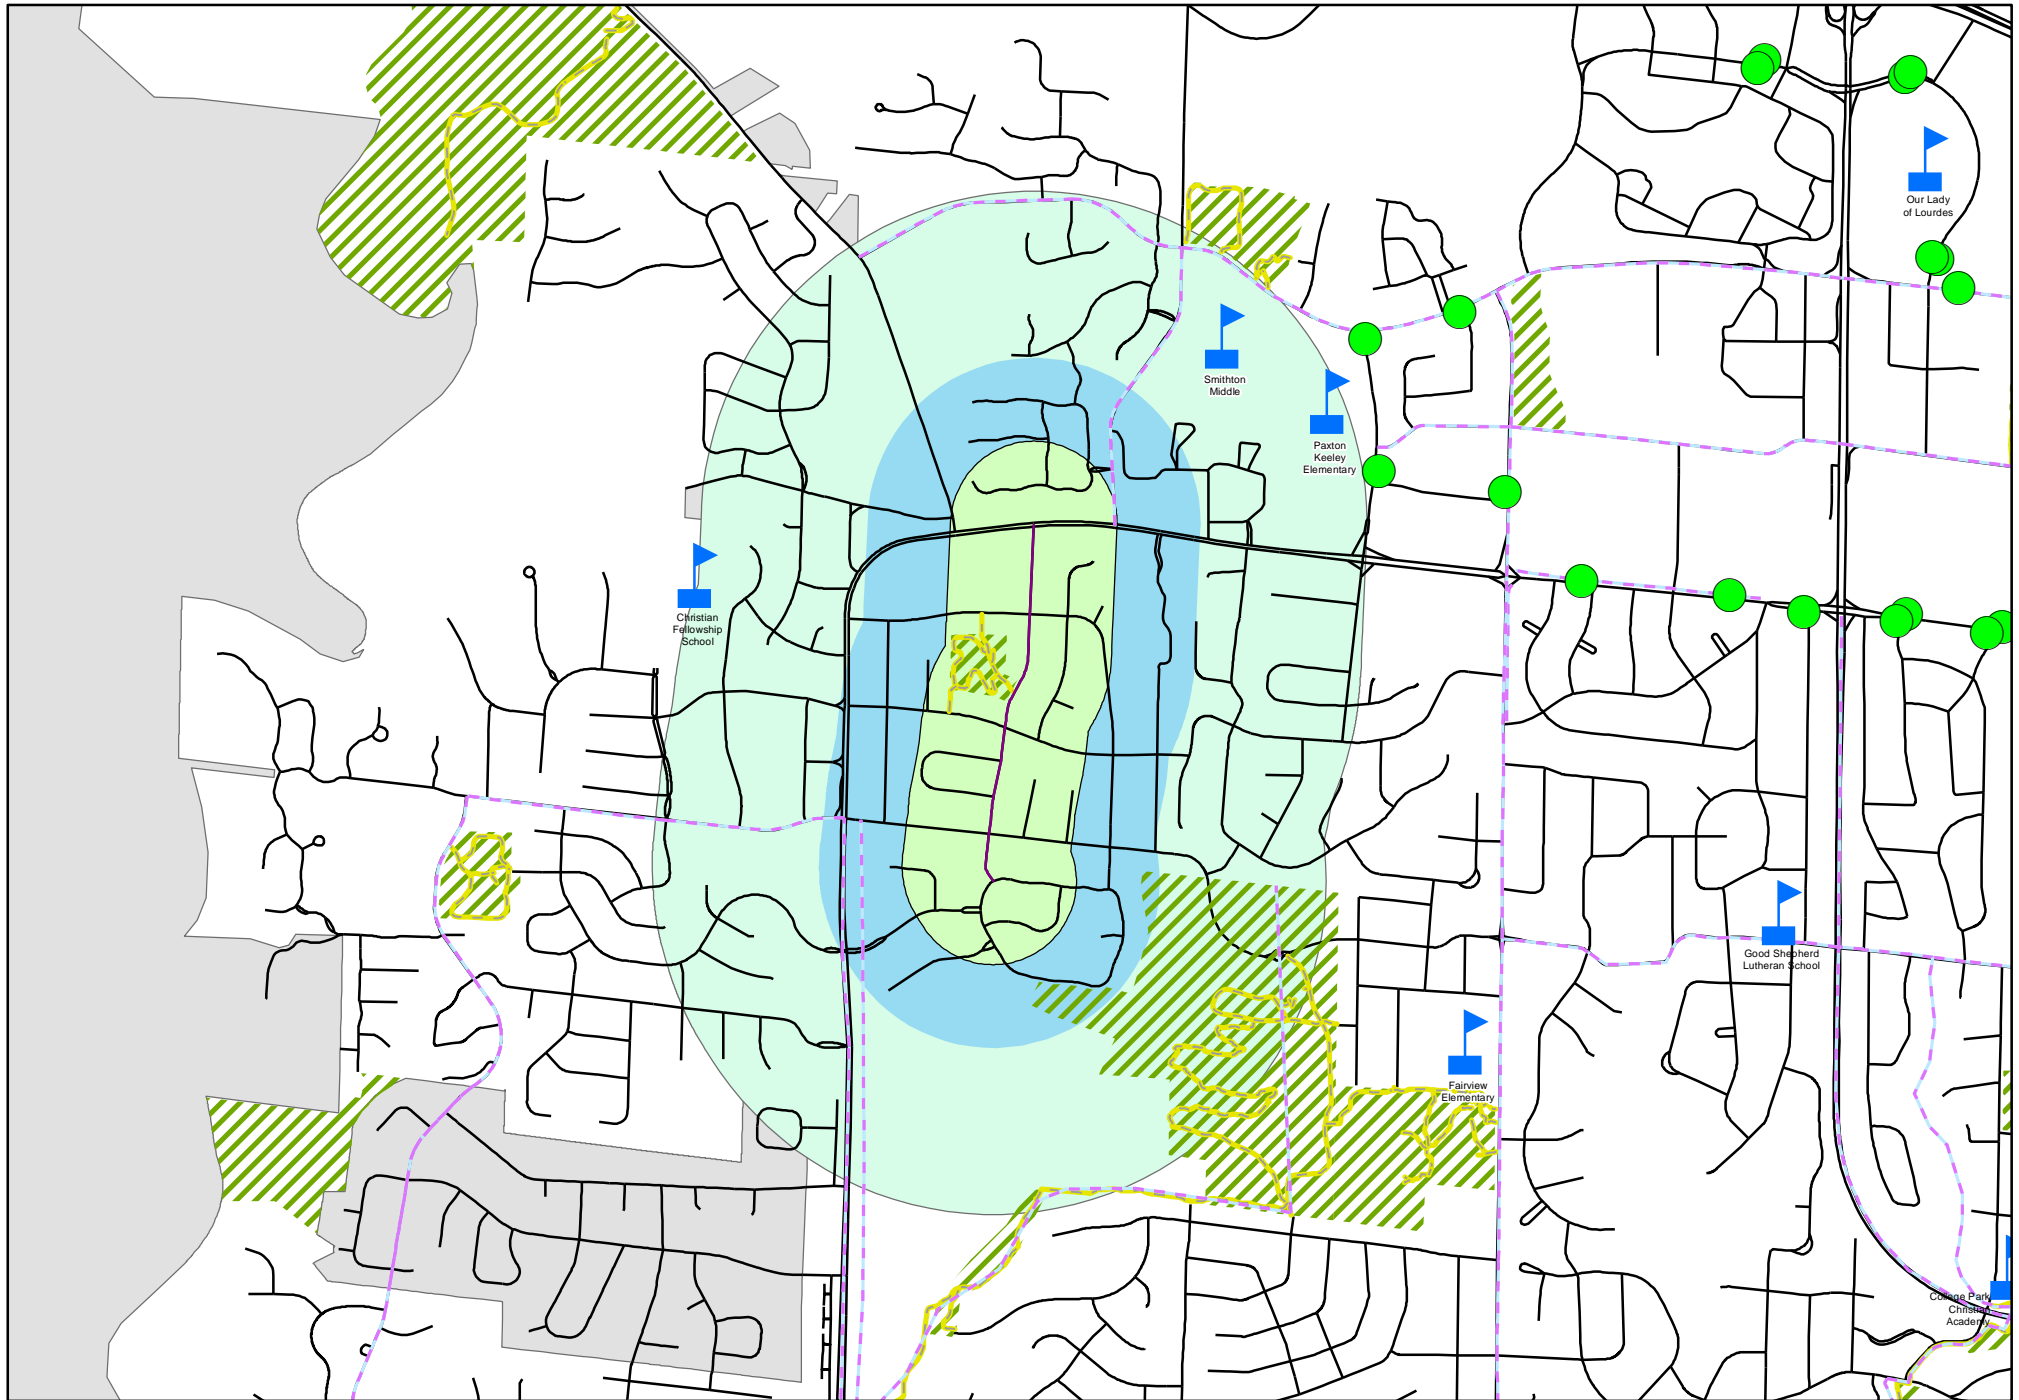 Our Lady
of Lourdes
Smithton
Middle
Paxton
Keeley
Elementary
Christian
Fellowship
School
Good Shepherd
Lutheran School
Fairview
Elementary
College Park
Christian
Academy